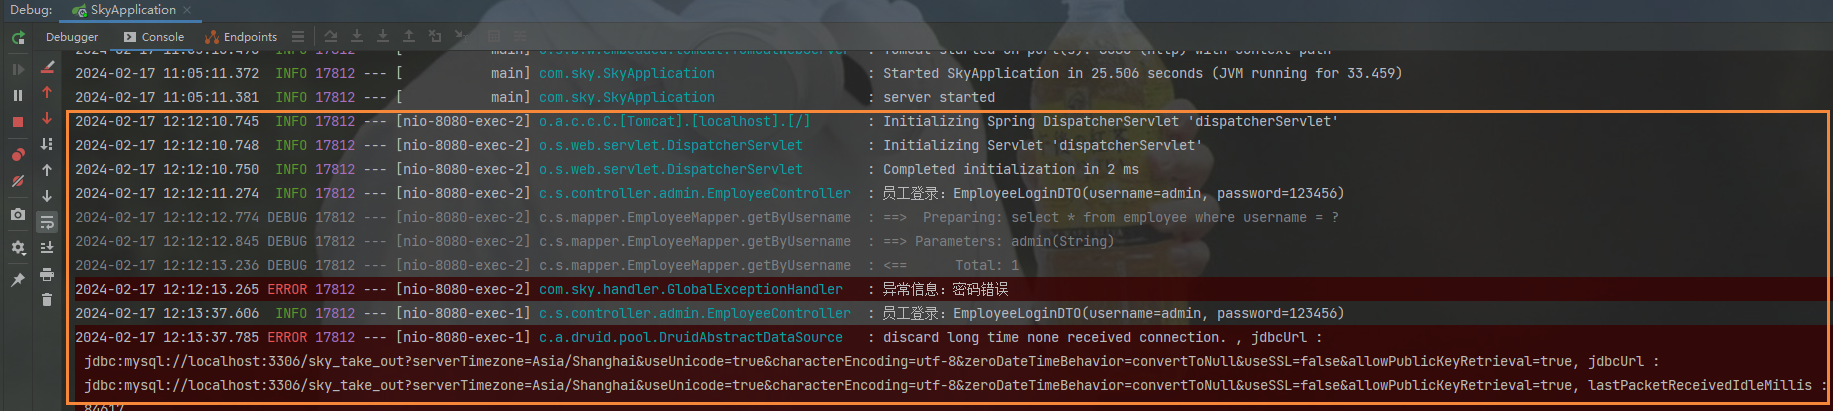 Debug: SkyApplication ×
Debugger Console Endpoints
2024-02-17 11:05:11.372 INFO 17812 --- [ main] com.sky.SkyApplication : Started SkyApplication in 25.506 seconds (JVM running for 33.459)
2024-02-17 11:05:11.381 INFO 17812 --- [ main] com.sky.SkyApplication : server started
2024-02-17 12:12:10.745 INFO 17812 --- [nio-8080-exec-2] o.a.c.c.C.[Tomcat].[localhost].[/] : Initializing Spring DispatcherServlet 'dispatcherServlet'
2024-02-17 12:12:10.748 INFO 17812 --- [nio-8080-exec-2] o.s.web.servlet.DispatcherServlet : Initializing Servlet 'dispatcherServlet'
2024-02-17 12:12:10.750 INFO 17812 --- [nio-8080-exec-2] o.s.web.servlet.DispatcherServlet : Completed initialization in 2 ms
2024-02-17 12:12:11.274 INFO 17812 --- [nio-8080-exec-2] c.s.controller.admin.EmployeeController : 员工登录：EmployeeLoginDTO(username=admin, password=123456)
2024-02-17 12:12:12.774 DEBUG 17812 --- [nio-8080-exec-2] c.s.mapper.EmployeeMapper.getByUsername : ==> Preparing: select * from employee where username = ?
2024-02-17 12:12:12.845 DEBUG 17812 --- [nio-8080-exec-2] c.s.mapper.EmployeeMapper.getByUsername : ==> Parameters: admin(String)
2024-02-17 12:12:13.236 DEBUG 17812 --- [nio-8080-exec-2] c.s.mapper.EmployeeMapper.getByUsername : <== Total: 1
2024-02-17 12:12:13.265 ERROR 17812 --- [nio-8080-exec-2] com.sky.handler.GlobalExceptionHandler : 异常信息：密码错误
2024-02-17 12:13:37.606 INFO 17812 --- [nio-8080-exec-1] c.s.controller.admin.EmployeeController : 员工登录：EmployeeLoginDTO(username=admin, password=123456)
2024-02-17 12:13:37.785 ERROR 17812 --- [nio-8080-exec-1] c.a.druid.pool.DruidAbstractDataSource : discard long time none received connection. , jdbcUrl :
jdbc:mysql://localhost:3306/sky_take_out?serverTimezone=Asia/Shanghai&useUnicode=true&characterEncoding=utf-8&zeroDateTimeBehavior=convertToNull&useSSL=false&allowPublicKeyRetrieval=true, jdbcUrl :
jdbc:mysql://localhost:3306/sky_take_out?serverTimezone=Asia/Shanghai&useUnicode=true&characterEncoding=utf-8&zeroDateTimeBehavior=convertToNull&useSSL=false&allowPublicKeyRetrieval=true, lastPacketReceivedIdleMillis :
84617